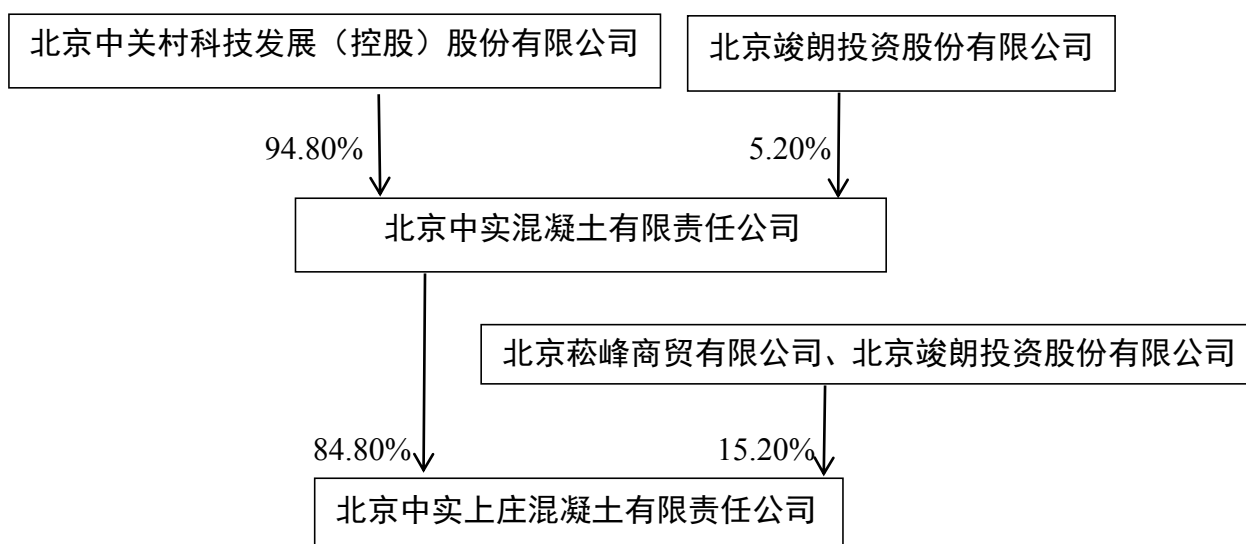 北京中关村科技发展（控股）股份有限公司
北京竣朗投资股份有限公司
94.80%
5.20%
北京中实混凝土有限责任公司
北京菘峰商贸有限公司、北京竣朗投资股份有限公司
84.80%
15.20%
北京中实上庄混凝土有限责任公司